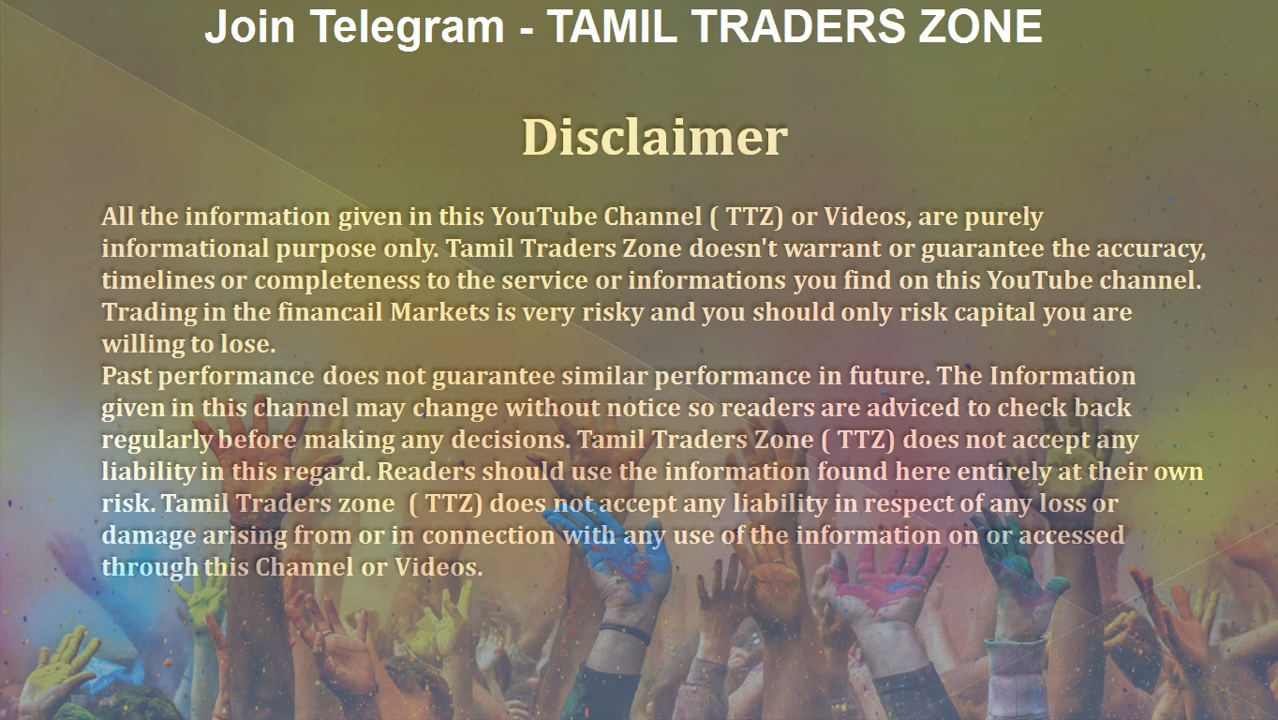 Join Telegram - TAMIL TRADERS ZONE
Disclaimer
All the information given in this YouTube Channel ( TTZ) or Videos, are purely
informational purpose only. Tamil Traders Zone doesn't warrant or guarantee the accuracy,
timelines or completeness to the service or informations you find on this YouTube channel.
Trading in the financail Markets is very risky and you should only risk capital you are
willing to lose.
Past performance does not guarantee similar performance in future. The Information
given in this channel may change without notice so readers are adviced to check back
regularly before making any decisions. Tamil Traders Zone ( TTZ) does not accept any
liability in this regard. Readers should use the information found here entirely at their own
risk. Tamil Traders zone  ( TTZ) does not accept any liability in respect of any loss or
damage arising from or in connection with any use of the information on or accessed
through this Channel or Videos.